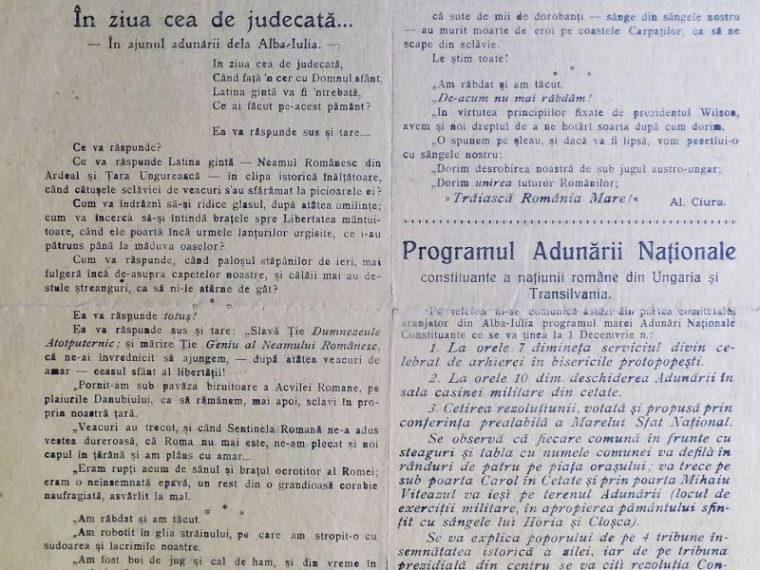 În ziua cea de judecată...
— În ajunul adunării dela Alba-Iulia. —
În ziua cea de judecată,
Când față 'n cer cu Domnul sfânt,
Latina gintă va fi întrebată,
Ce ai făcut pe-acest pământ?
Ea va răspunde sus și tare....
Ce va răspunde?
Ce va răspunde Latina gintă — Neamul Românesc din
Ardeal și Țara Ungurească — în clipa istorică înălțătoare,
când cătușele sclăviei de veacuri s'au sfărâmat la picioarele ei?
Cum va îndrăzni să-și ridice glasul, după atâtea umilințe;
cum va încercà să-și întindă brațele spre Libertatea mântui-
toare, când ele poartă încă urmele lanțurilor urgisite, ce i-au
pătruns până la măduva oaselor?
Cum va răspunde, când paloșul stăpânilor de ieri, mai
fulgeră încă de-asupra capetelor noastre, și călăii mai au de-
stule ștreanguri, ca să ni-le atârne de gât?
* * *
Ea va răspunde totuș!
Ea va răspunde sus și tare: „Slavă Ție Dumnezeule
Atotputernic; și mărire Ție Geniu al Neamului Românesc,
că ne-ai învrednicit să ajungem, — după atâtea veacuri de
amar — ceasul sfânt al libertății!
„Pornit-am sub pavăza biruitoare a Acvilei Romane, pe
plaiurile Danubiului, ca să rămânem, mai apoi, sclavi în pro-
pria noastră țară.
„Veacuri au trecut, și când Sentinela Romană ne-a adus
vestea dureroasă, că Roma nu mai este, ne-am plecat și noi
capul în țărână și am plâns cu amar...
„Eram rupți acum de sânul și brațul ocrotitor al Romei;
eram o neînsemnată epavă, un rest din o grandioasă corabie
naufragiată, asvârlit la mal.
* * *
„Am răbdat și am tăcut.
„Am robotit în glia străinului, pe care am stropit-o cu
sudoarea și lacrimile noastre.
„Am fost boi de jug și cal de ham, și din vreme în
că sute de mii de dorobanți — sânge din sângele nostru
— au murit moarte de eroi pe coastele Carpaților, ca să ne
scape din sclăvie.
Le știm toate!
* * *
„Am răbdat și am tăcut.
„De-acum nu mai răbdăm!
„In virtutea principiilor fixate de prezidentul Wilson,
avem și noi dreptul de a ne hotărî soarta după cum dorim.
„O spunem pe șleau, și dacă va fi lipsă, vom pecetlui-o
cu sângele nostru:
„Dorim desrobirea noastră de sub jugul austro-ungar;
„Dorim unirea tuturor Românilor;
»Trăiască România Mare!« Al. Ciura.
Programul Adunării Naționale
constituante a națiunii române din Ungaria și
Transilvania.
Pe telefon ni-se comunică astăzi din partea comitetului
aranjator din Alba-Iulia programul marei Adunări Naționale
Constituante ce se va ținea la 1 Decemvrie n.:
1. La orele 7 dimineța serviciul divin ce-
lebrat de arhierei în bisericile protopopești.
2. La orele 10 dim. deschiderea Adunării în
sala casinei militare din cetate.
3. Cetirea rezoluțiunii, votată și propusă prin
conferința prealabilă a Marelui Sfat Național.
Se observă că fiecare comună în frunte cu
steaguri și tabla cu numele comunei va defilà în
rânduri de patru pe piața orașului; va trece pe
sub poarta Carol în Cetate și prin poarta Mihaiu
Viteazul va ieși pe terenul Adunării (locul de
exerciții militare, în apropierea pământului sfin-
țit cu sângele lui Horia și Cloșca).
Se va explica poporului de pe 4 tribune în-
semnătatea istorică a zilei, iar de pe tribuna
prezidială din centru se va ceti rezoluția Con-